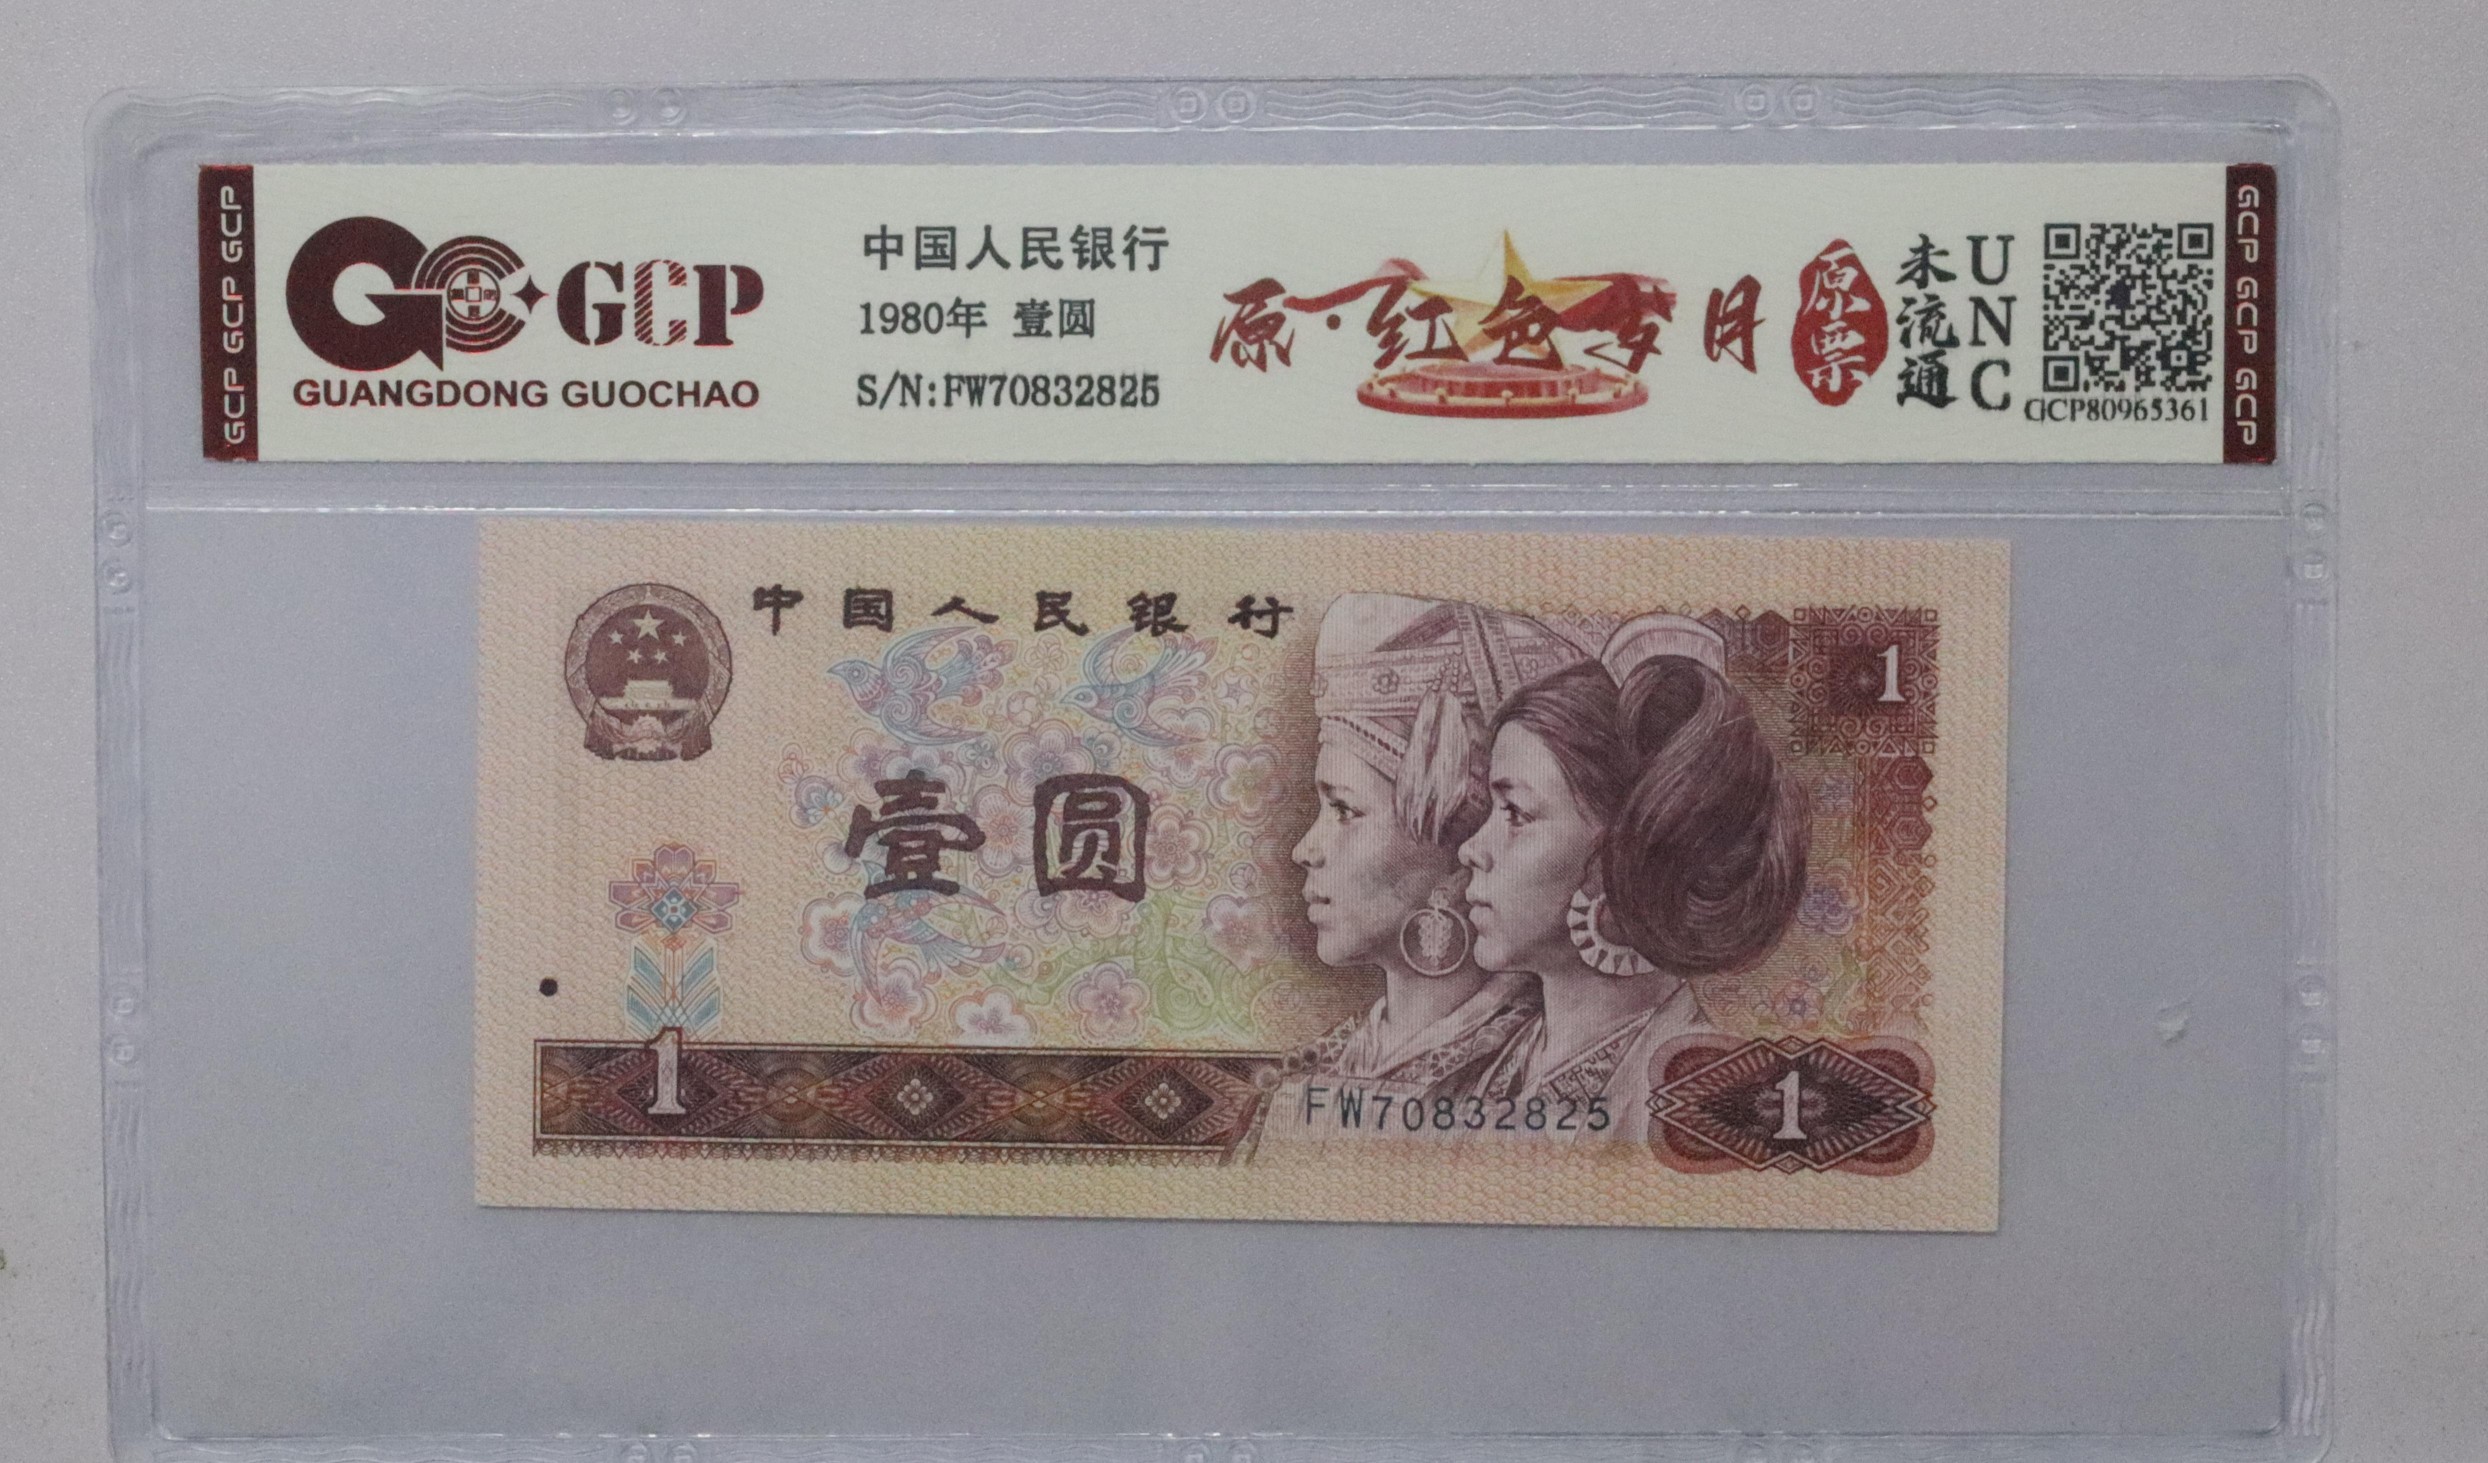 GCP GCP GCP
GCP
GUANGDONG GUOCHAO
中国人民银行
1980年 壹圆
S/N:FW70832825
原·红色岁月
原票
未流通
UNC
GCP80965361
GCP GCP GCP
中国人民银行
1
壹圆
1
FW70832825
1